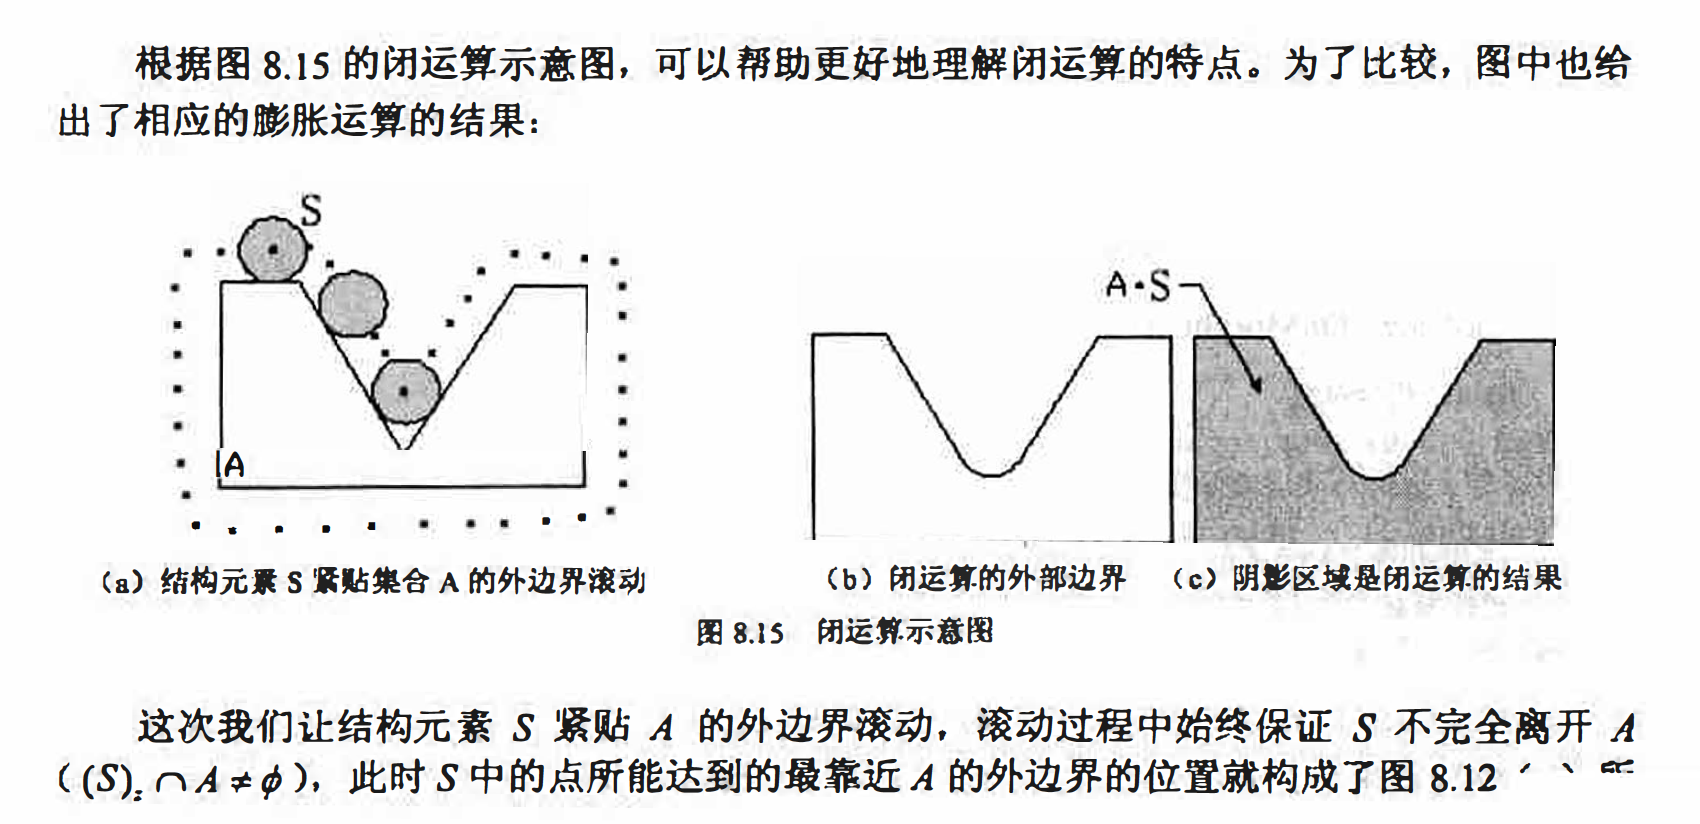 根据图 8.15 的闭运算示意图，可以帮助更好地理解闭运算的特点。为了比较，图中也给
出了相应的膨胀运算的结果：
S
A
A·S
（a）结构元素 S 紧贴集合 A 的外边界滚动
（b）闭运算的外部边界
（c）阴影区域是闭运算的结果
图 8.15 闭运算示意图
这次我们让结构元素 S 紧贴 A 的外边界滚动，滚动过程中始终保证 S 不完全离开 A
（(S) ∩ A ≠ ϕ），此时 S 中的点所能达到的最靠近 A 的外边界的位置就构成了图 8.12